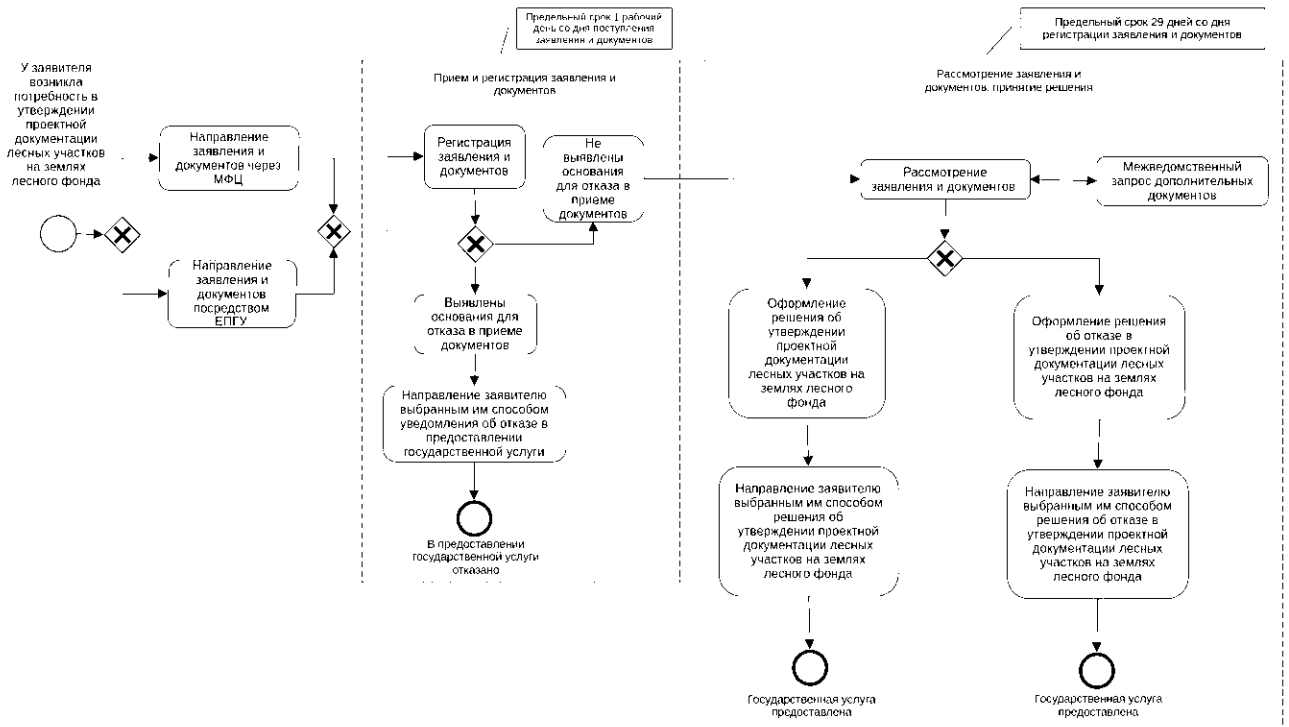 Предельный срок 1 рабочий
день со дня поступления
заявления и документов
Предельный срок 29 дней со дня
регистрации заявления и документов
У заявителя
возникла
потребность в
утверждении
проектной
документации
лесных участков
на землях
лесного фонда
Прием и регистрация заявления и
документов
Рассмотрение заявления и
документов, принятие решения
Направление
заявления и
документов через
МФЦ
Направление
заявления и
документов
посредством
ЕПГУ
Регистрация
заявления и
документов
Не
выявлены
основания
для отказа в
приеме
документов
Выявлены
основания для
отказа в приеме
документов
Направление заявителю
выбранным им способом
уведомления об отказе в
предоставлении
государственной услуги
В предоставлении
государственной услуги
отказано
Рассмотрение
заявления и документов
Межведомственный
запрос дополнительных
документов
Оформление
решения об
утверждении
проектной
документации
лесных участков на
землях лесного
фонда
Оформление решения
об отказе в
утверждении проектной
документации лесных
участков на землях
лесного фонда
Направление заявителю
выбранным им способом
решения об
утверждении проектной
документации лесных
участков на землях
лесного фонда
Направление заявителю
выбранным им способом
решения об отказе в
утверждении проектной
документации лесных
участков на землях
лесного фонда
Государственная услуга
предоставлена
Государственная услуга
предоставлена